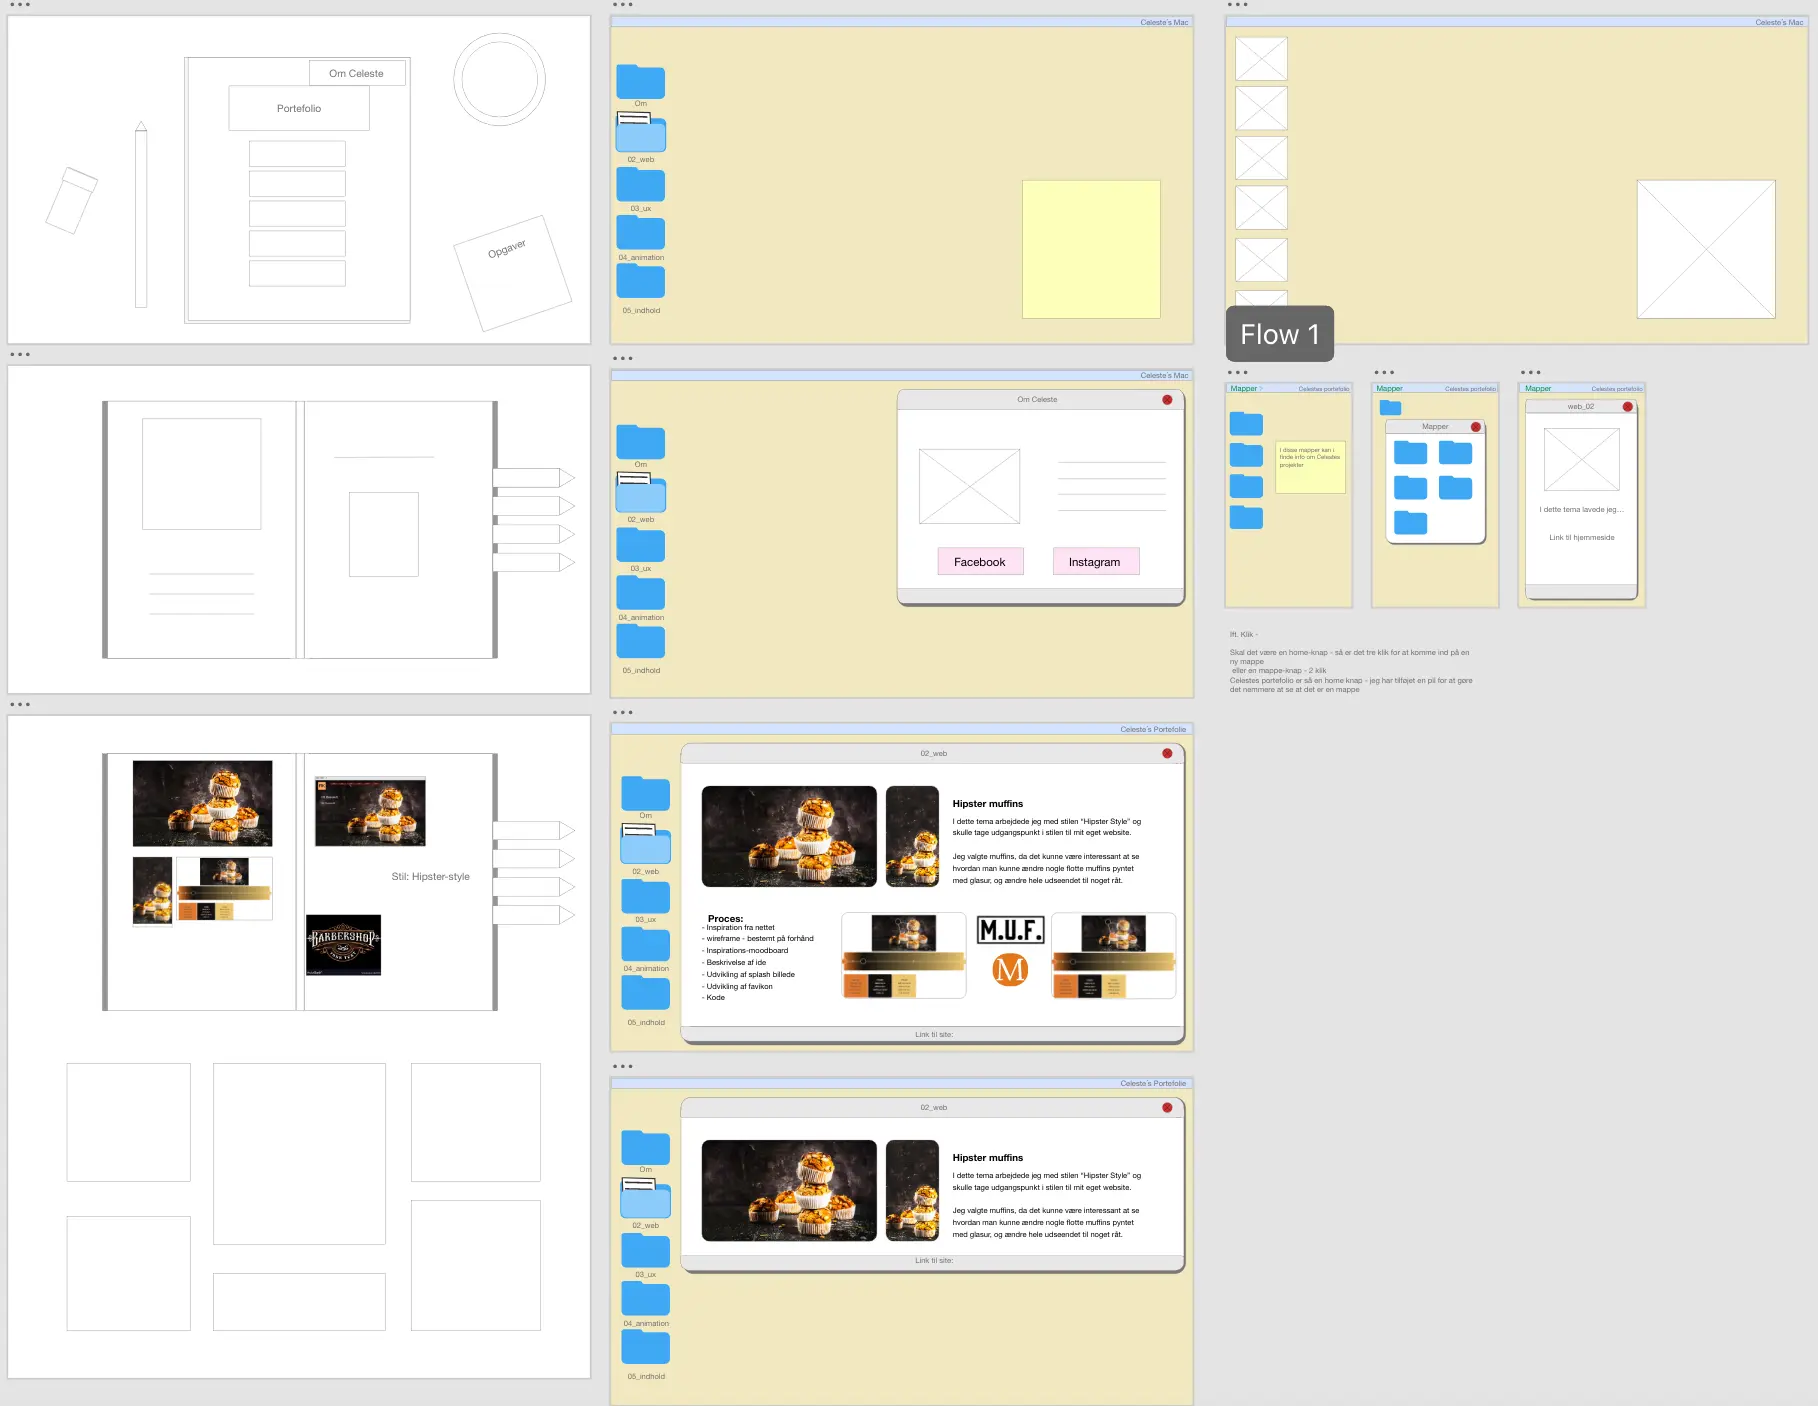 Om Celeste
Portefolio
Opgaver
Stil: Hipster-style
BARBERSHOP
Celeste's Mac
Om
02_web
03_ux
04_animation
05_indhold
Celeste's Mac
Om Celeste
Facebook
Instagram
Om
02_web
03_ux
04_animation
05_indhold
Celeste's Portefolie
02_web
Om
02_web
03_ux
04_animation
05_indhold
Hipster muffins
I dette tema arbejdede jeg med stilen "Hipster Style" og
skulle tage udgangspunkt i stilen til mit eget website.
Jeg valgte muffins, da det kunne være interessant at se
hvordan man kunne ændre nogle flotte muffins pyntet
med glasur, og ændre hele udseendet til noget råt.
Proces:
- Inspiration fra nettet
- wireframe - bestemt på forhånd
- Inspirations-moodboard
- Beskrivelse af ide
- Udvikling af splash billede
- Udvikling af favikon
- Kode
M.U.F.
M
Link til site:
Celeste's Portefolie
02_web
Om
02_web
03_ux
04_animation
05_indhold
Hipster muffins
I dette tema arbejdede jeg med stilen "Hipster Style" og
skulle tage udgangspunkt i stilen til mit eget website.
Jeg valgte muffins, da det kunne være interessant at se
hvordan man kunne ændre nogle flotte muffins pyntet
med glasur, og ændre hele udseendet til noget råt.
Link til site:
Celeste's Mac
Flow 1
Mapper >
Celestes portefolio
I disse mapper kan i
finde info om Celestes
projekter
Mapper
Celestes portefolio
Mapper
Mapper
Celestes portefolio
web_02
I dette tema lavede jeg...
Link til hjemmeside
Ift. Klik -
Skal det være en home-knap - så er det tre klik for at komme ind på en
ny mappe
eller en mappe-knap - 2 klik
Celestes portefolio er så en home knap - jeg har tilføjet en pil for at gøre
det nemmere at se at det er en mappe